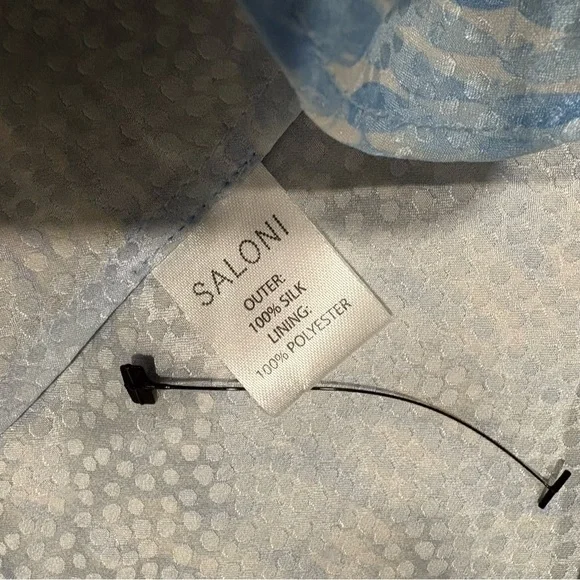 SALONI
OUTER:
100% SILK
LINING:
100% POLYESTER